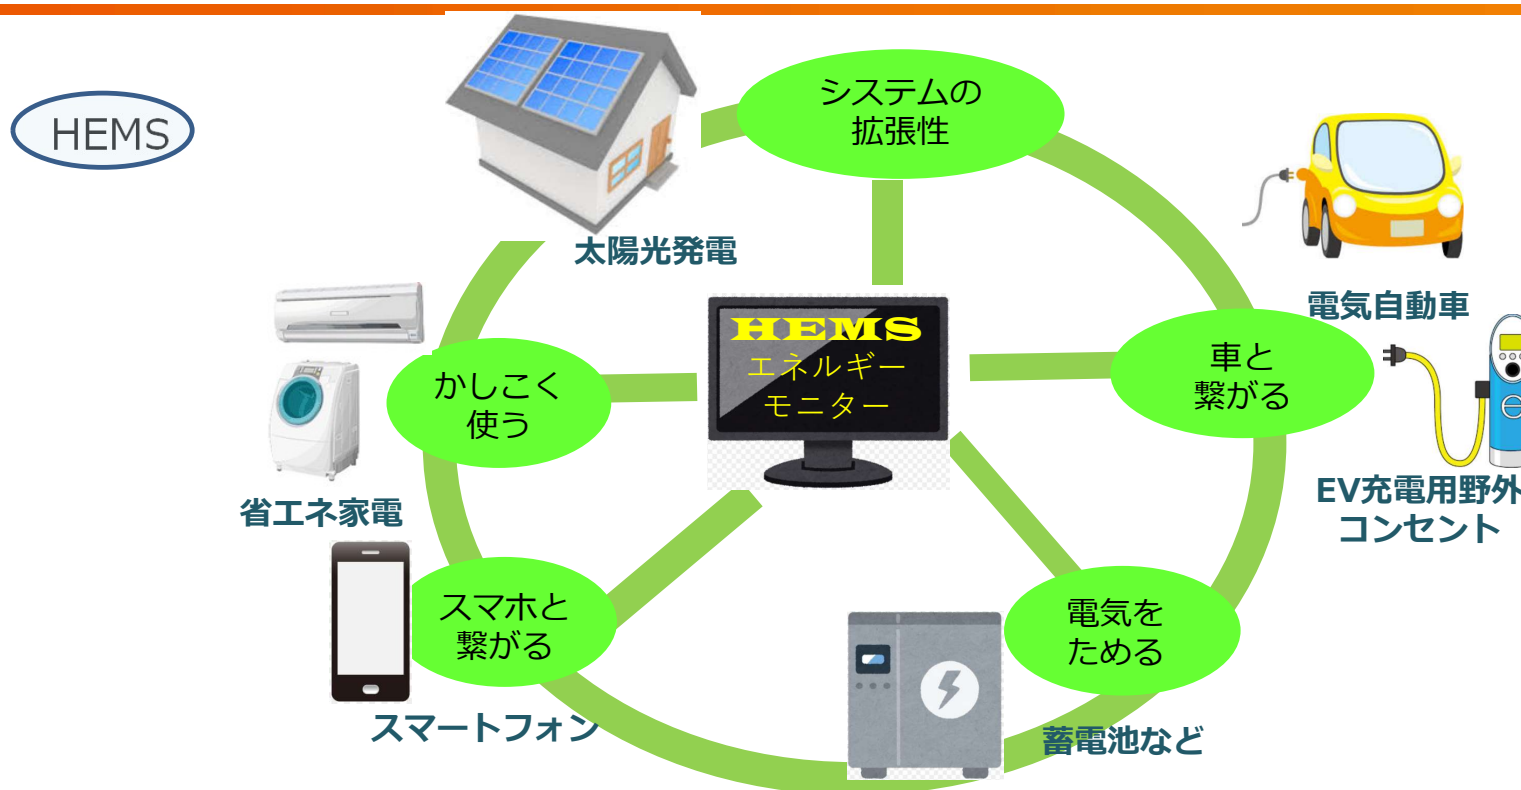 HEMS
システムの
拡張性
太陽光発電
電気自動車
HEMS
エネルギー
モニター
車と
繋がる
かしこく
使う
省エネ家電
EV充電用野外
コンセント
スマホと
繋がる
電気を
ためる
スマートフォン
蓄電池など